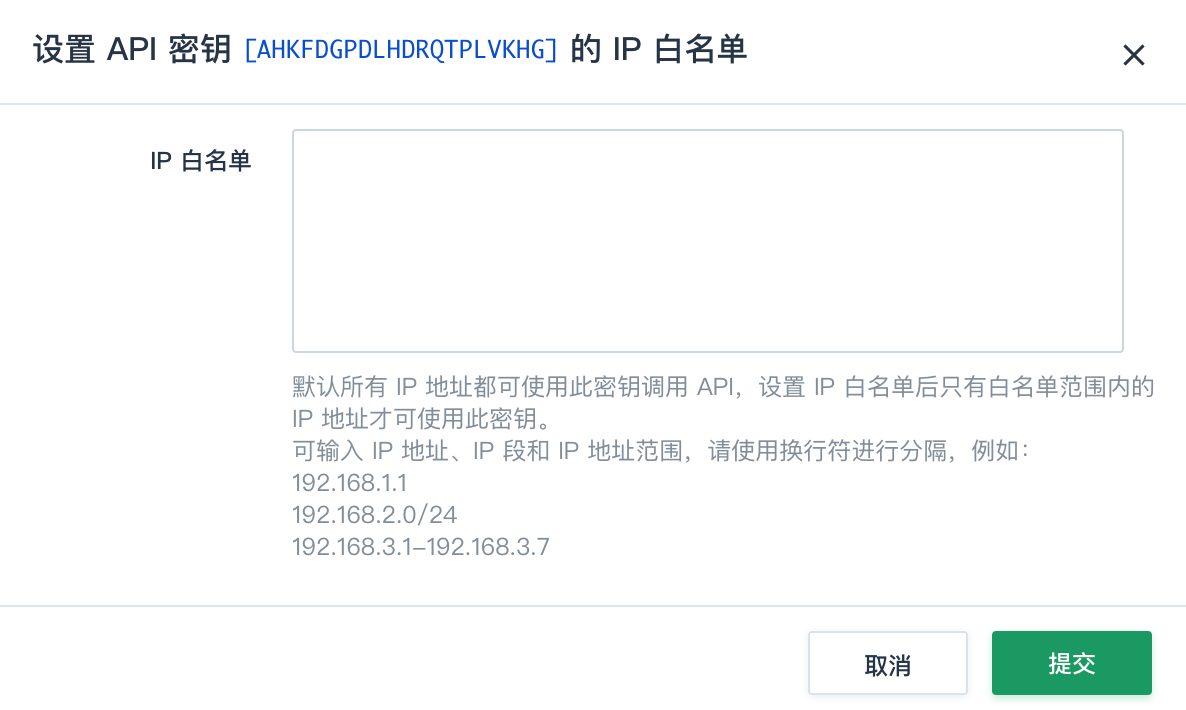 设置 API 密钥 [AHKFDGPDLHDRQTPLVKHG] 的 IP 白名单
IP 白名单
默认所有 IP 地址都可使用此密钥调用 API，设置 IP 白名单后只有白名单范围内的
IP 地址才可使用此密钥。
可输入 IP 地址、IP 段和 IP 地址范围，请使用换行符进行分隔，例如：
192.168.1.1
192.168.2.0/24
192.168.3.1–192.168.3.7
取消
提交